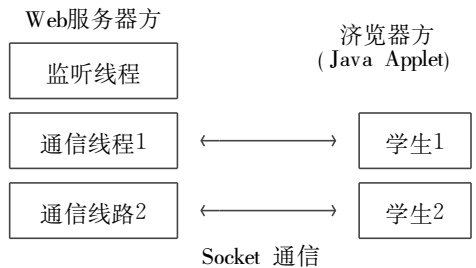 Web服务器方
济览器方
( Java Applet)
监听线程
通信线程1
学生1
通信线路2
学生2
Socket 通信